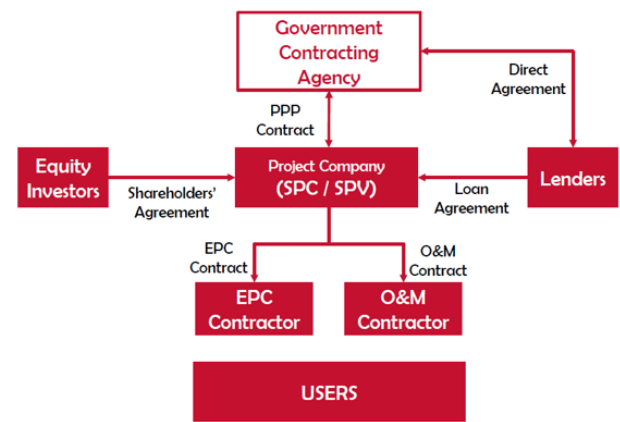 Government
Contracting
Agency
Direct
Agreement
PPP
Contract
Equity
Investors
Shareholders'
Agreement
Project Company
(SPC / SPV)
Loan
Agreement
Lenders
EPC
Contract
O&M
Contract
EPC
Contractor
O&M
Contractor
USERS